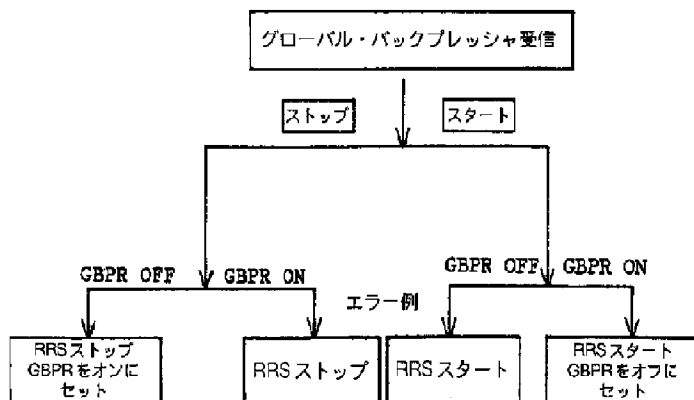 グローバル・バックプレッシャ受信
ストップ
スタート
GBPR OFF
GBPR ON
エラー例
GBPR OFF
GBPR ON
RRSストップ
GBPRをオンに
セット
RRSストップ
RRSスタート
RRSスタート
GBPRをオフに
セット